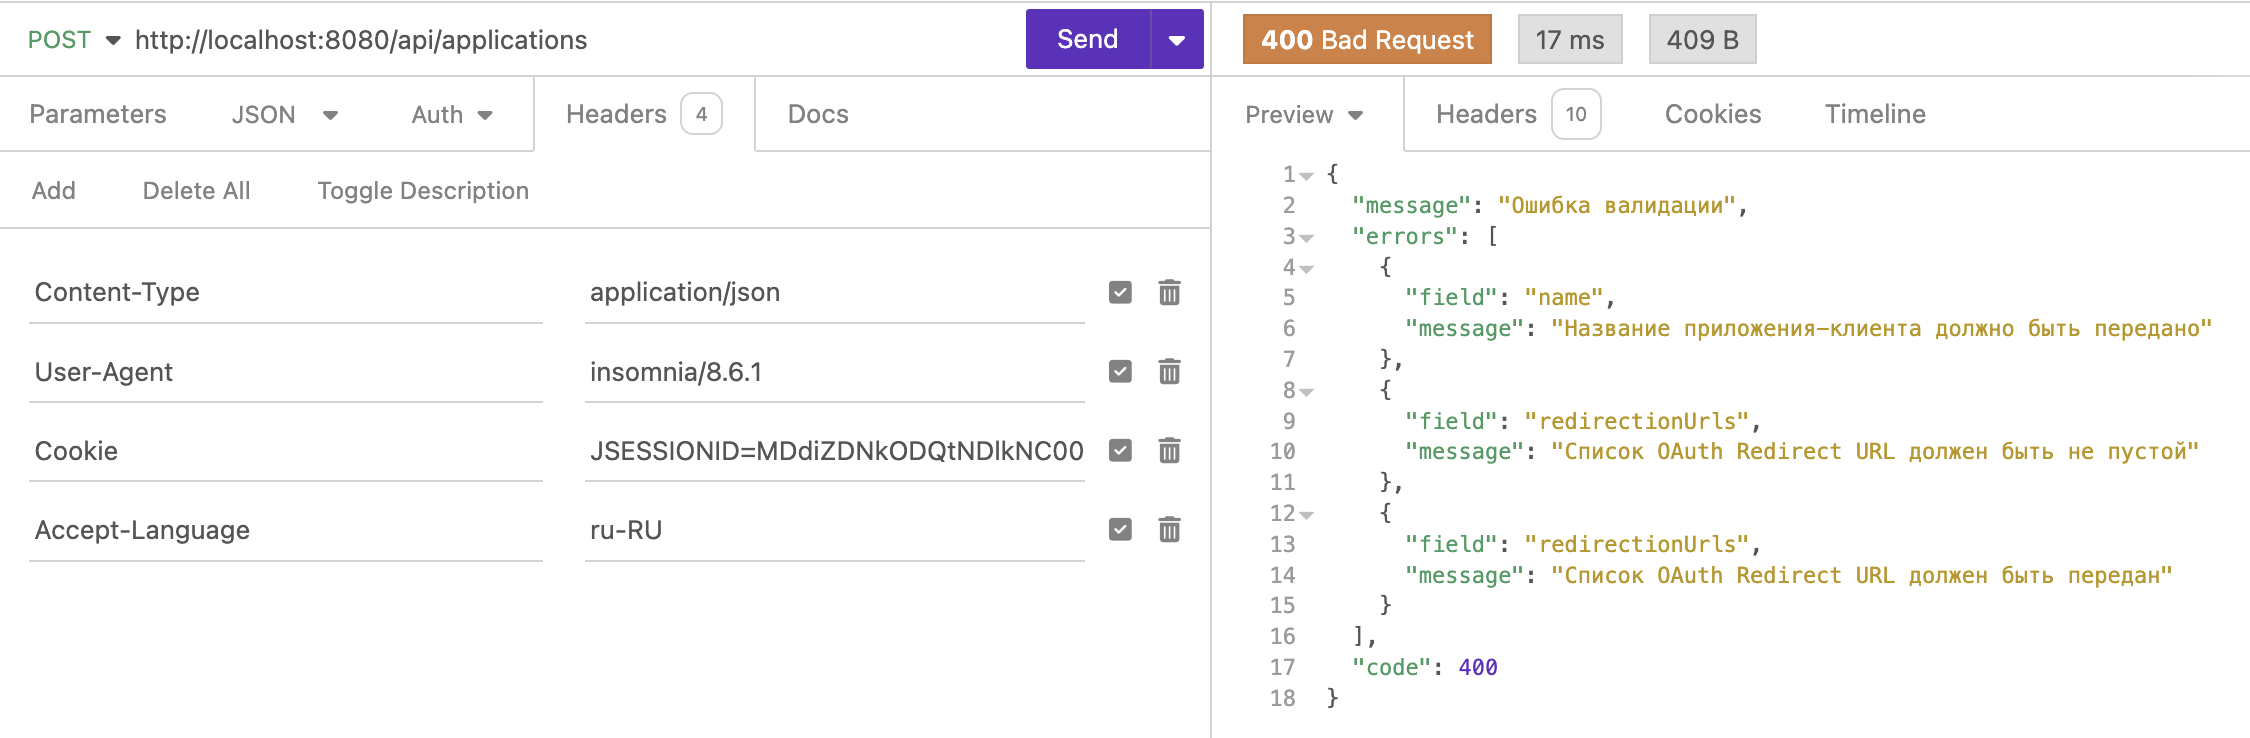 POST http://localhost:8080/api/applications Send 400 Bad Request 17 ms 409 B
Parameters JSON Auth Headers 4 Docs Preview Headers 10 Cookies Timeline
Add Delete All Toggle Description
Content-Type application/json
User-Agent insomnia/8.6.1
Cookie JSESSIONID=MDdiZDNkODQtNDlkNC00
Accept-Language ru-RU
1 {
2 "message": "Ошибка валидации",
3 "errors": [
4 {
5 "field": "name",
6 "message": "Название приложения-клиента должно быть передано"
7 },
8 {
9 "field": "redirectionUrls",
10 "message": "Список OAuth Redirect URL должен быть не пустой"
11 },
12 {
13 "field": "redirectionUrls",
14 "message": "Список OAuth Redirect URL должен быть передан"
15 }
16 ],
17 "code": 400
18 }